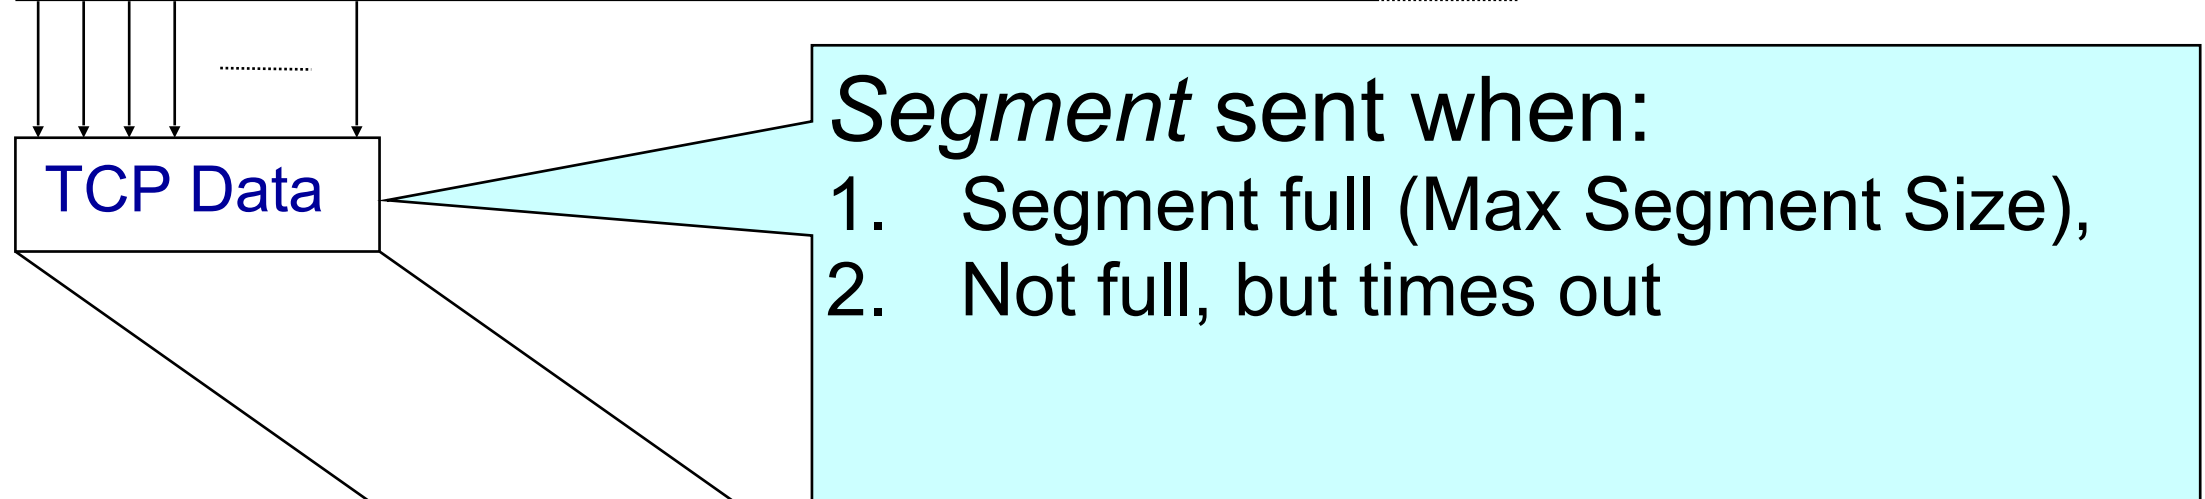 TCP Data
Segment sent when:
1. Segment full (Max Segment Size),
2. Not full, but times out